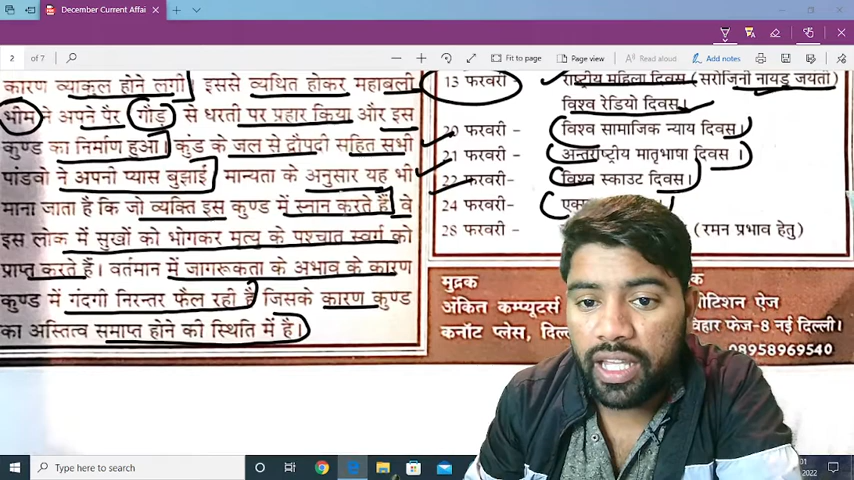 December Current Affai
2 of 7
Fit to page
Page view
Read aloud
Add notes
कारण व्याकुल होने लगी। इससे व्यथित होकर महाबली
भीम ने अपने पैर गौड़ से धरती पर प्रहार किया और इस
कुण्ड का निर्माण हुआ। कुंड के जल से द्रौपदी सहित सभी
पांडवो ने अपनी प्यास बुझाई मान्यता के अनुसार यह भी
माना जाता है कि जो व्यक्ति इस कुण्ड में स्नान करते हैं वे
इस लोक में सुखों को भोगकर मृत्य के पश्चात स्वर्ग को
प्राप्त करते हैं। वर्तमान में जागरूकता के अभाव के कारण
कुण्ड में गंदगी निरन्तर फैल रही है जिसके कारण कुण्ड
का अस्तित्व समाप्त होने की स्थिति में है।
13 फरवरी - राष्ट्रीय महिला दिवस (सरोजिनी नायडू जयंती)
विश्व रेडियो दिवस।
20 फरवरी - विश्व सामाजिक न्याय दिवस।
21 फरवरी - अन्तराष्ट्रीय मातृभाषा दिवस ।
22 फरवरी - विश्व स्काउट दिवस।
24 फरवरी -
28 फरवरी - (रमन प्रभाव हेतु)
मुद्रक
अंकित कम्प्यूटर्स
कनॉट प्लेस,
नोटिशन ऐज
विहार फेज-8 नई दिल्ली।
08958969540
Type here to search
01
2022